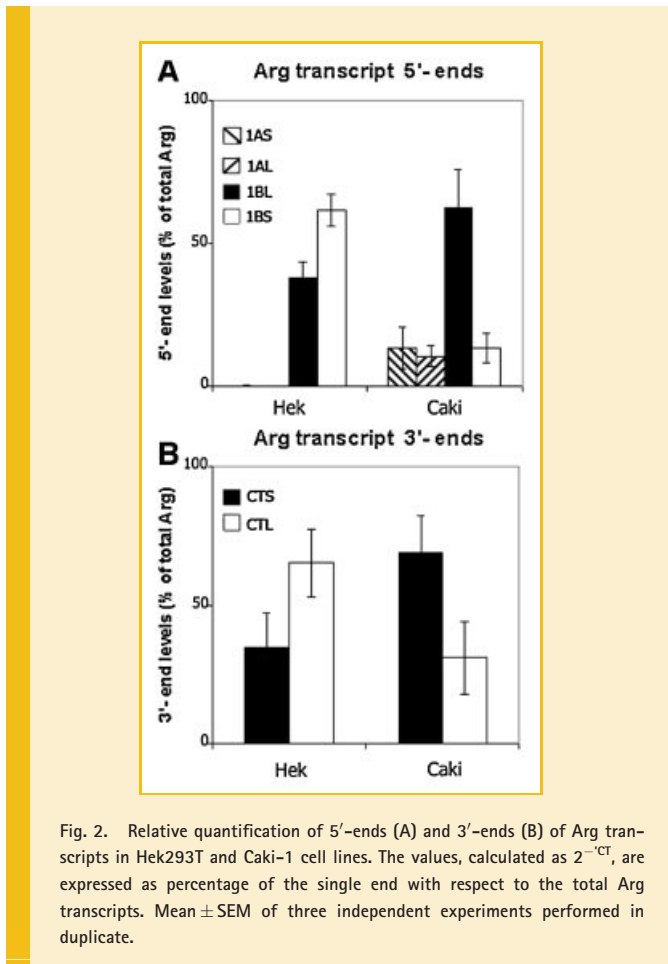 A
Arg transcript 5'-ends
5'-end levels (% of total Arg)
100
50
0
1AS
1AL
1BL
1BS
Hek
Caki
B
Arg transcript 3'-ends
3'-end levels (% of total Arg)
100
50
0
CTS
CTL
Hek
Caki
Fig. 2. Relative quantification of 5′-ends (A) and 3′-ends (B) of Arg tran-
scripts in Hek293T and Caki-1 cell lines. The values, calculated as 2^−'CT, are
expressed as percentage of the single end with respect to the total Arg
transcripts. Mean ± SEM of three independent experiments performed in
duplicate.